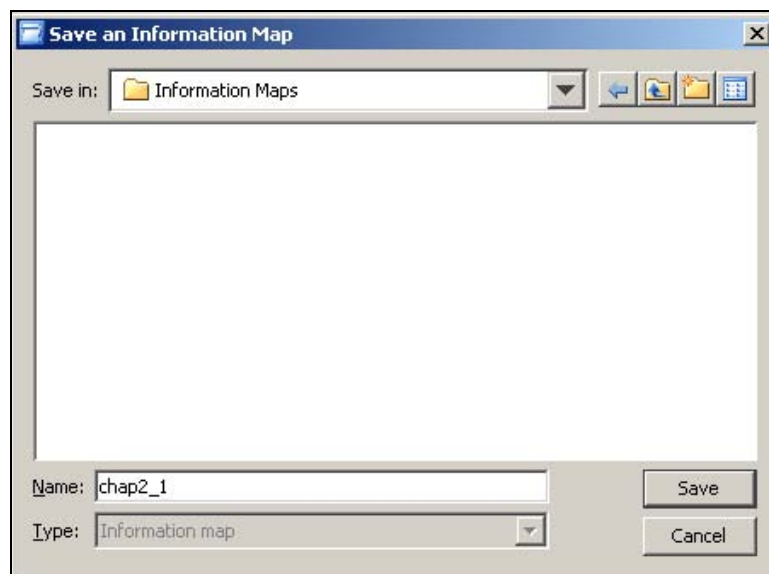 Save an Information Map
Save in: Information Maps
Name: chap2_1
Save
Type: Information map
Cancel